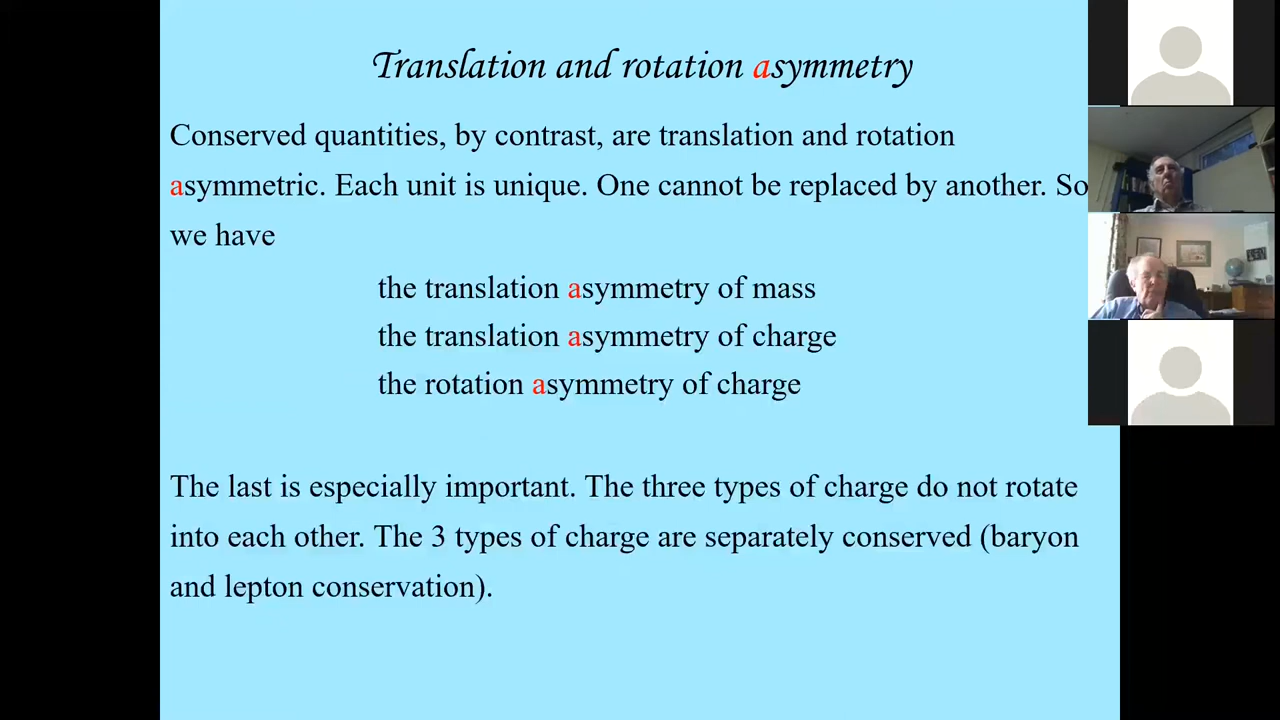 Translation and rotation asymmetry
Conserved quantities, by contrast, are translation and rotation
asymmetric. Each unit is unique. One cannot be replaced by another. So
we have
the translation asymmetry of mass
the translation asymmetry of charge
the rotation asymmetry of charge
The last is especially important. The three types of charge do not rotate
into each other. The 3 types of charge are separately conserved (baryon
and lepton conservation).